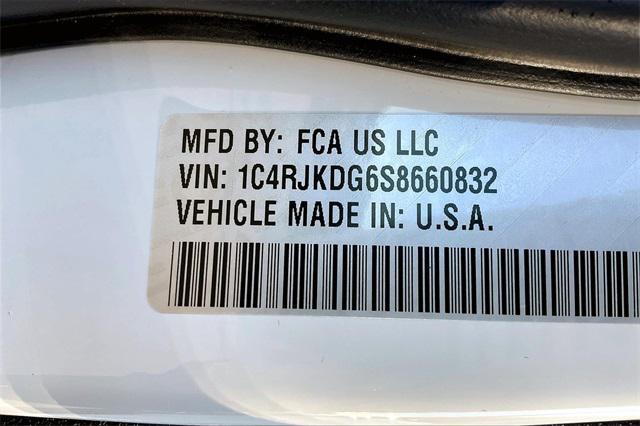 MFD BY: FCA US LLC
VIN: 1C4RJKDG6S8660832
VEHICLE MADE IN: U.S.A.